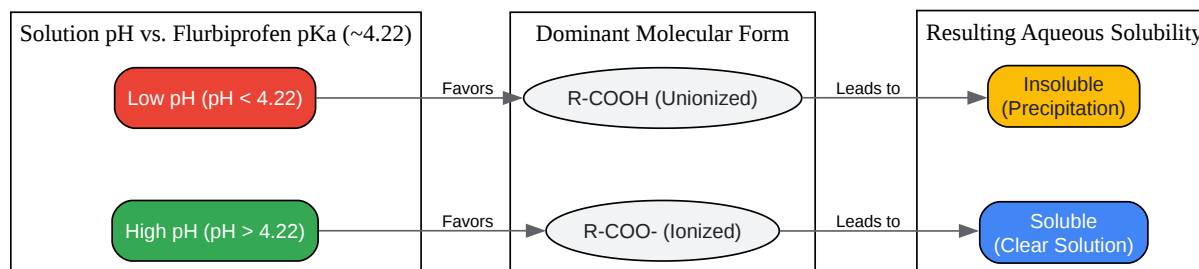 Solution pH vs. Flurbiprofen pKa (~4.22)
Dominant Molecular Form
Resulting Aqueous Solubility
Low pH (pH < 4.22)
Favors
R-COOH (Unionized)
Leads to
Insoluble
(Precipitation)
High pH (pH > 4.22)
Favors
R-COO- (Ionized)
Leads to
Soluble
(Clear Solution)